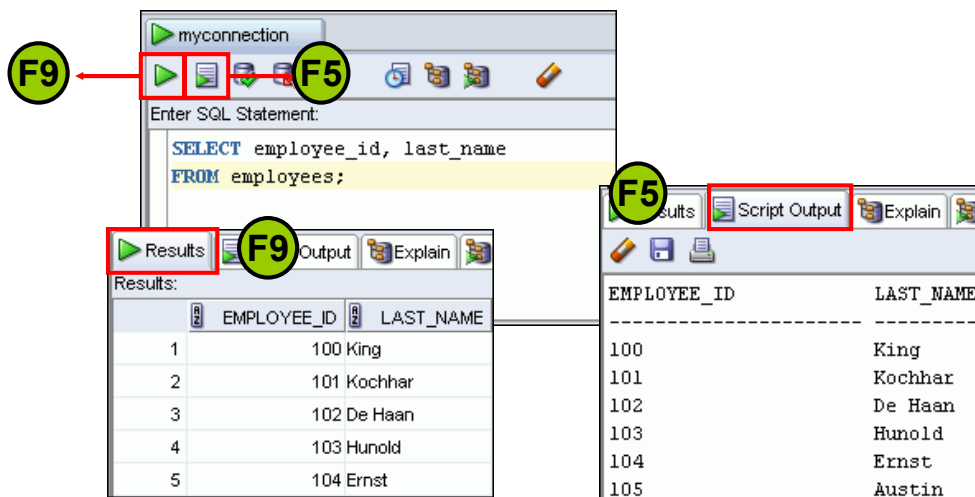 myconnection
F9
F5
Enter SQL Statement:
SELECT employee_id, last_name
FROM employees;
Results F9 Output Explain
Results:
EMPLOYEE_ID LAST_NAME
1 100 King
2 101 Kochhar
3 102 De Haan
4 103 Hunold
5 104 Ernst
F5 sults Script Output Explain
EMPLOYEE_ID LAST_NAME
--------------------- ---------
100 King
101 Kochhar
102 De Haan
103 Hunold
104 Ernst
105 Austin